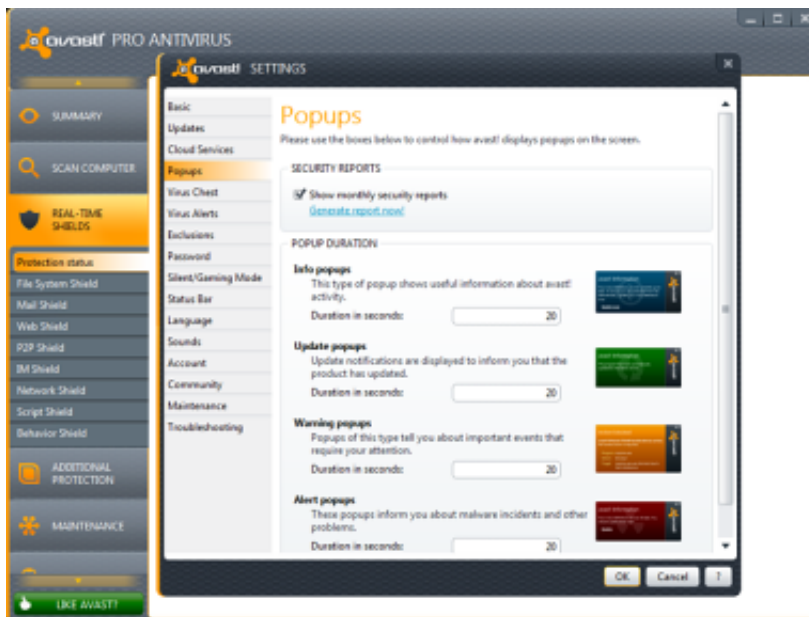 avast! PRO ANTIVIRUS
avast! SETTINGS
SUMMARY
SCAN COMPUTER
REAL-TIME
SHIELDS
Protection status
File System Shield
Mail Shield
Web Shield
P2P Shield
IM Shield
Network Shield
Script Shield
Behavior Shield
ADDITIONAL
PROTECTION
MAINTENANCE
LIKE AVAST?
Basic
Updates
Cloud Services
Popups
Virus Chest
Virus Alerts
Exclusions
Password
Silent/Gaming Mode
Status Bar
Language
Sounds
Account
Community
Maintenance
Troubleshooting
Popups
Please use the boxes below to control how avast! displays popups on the screen.
SECURITY REPORTS
Show monthly security reports
Generate report now!
POPUP DURATION
Info popups
This type of popup shows useful information about avast!
activity.
Duration in seconds: 20
Update popups
Update notifications are displayed to inform you that the
product has updated.
Duration in seconds: 20
Warning popups
Popups of this type tell you about important events that
require your attention.
Duration in seconds: 20
Alert popups
These popups inform you about malware incidents and other
problems.
Duration in seconds: 20
OK
Cancel
?